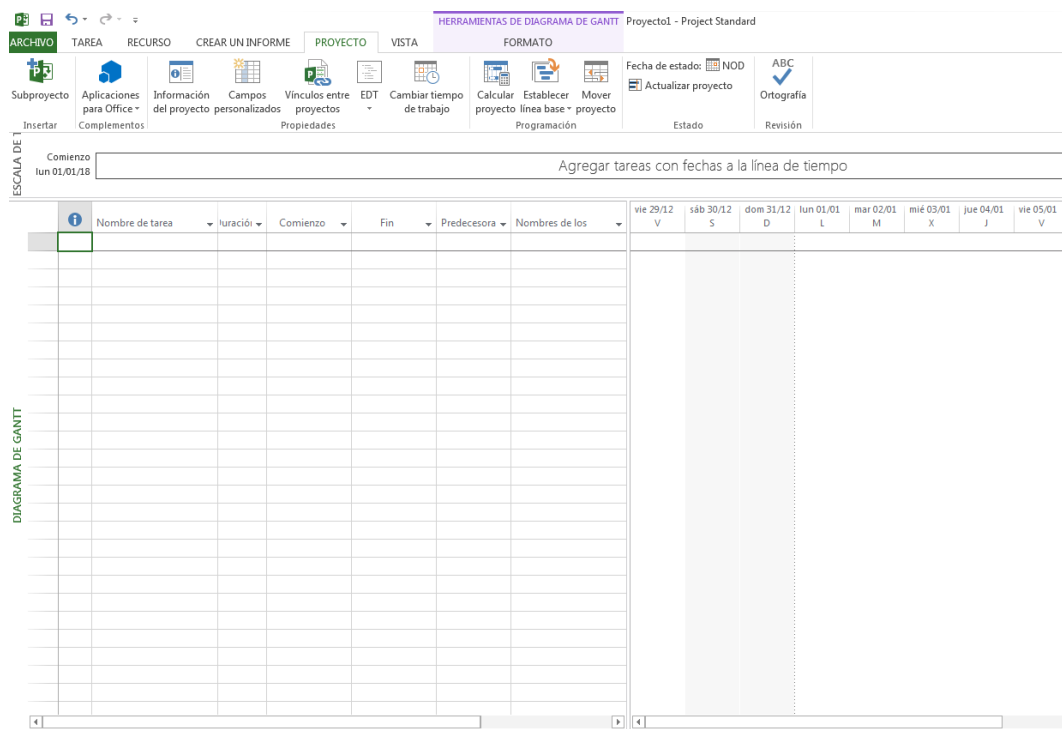 HERRAMIENTAS DE DIAGRAMA DE GANTT Proyecto1 - Project Standard
ARCHIVO TAREA RECURSO CREAR UN INFORME PROYECTO VISTA FORMATO
Subproyecto
Aplicaciones
para Office
Información
del proyecto
Campos
personalizados
Vínculos entre
proyectos
EDT
Cambiar tiempo
de trabajo
Calcular
proyecto
Establecer
línea base
Mover
proyecto
Fecha de estado: NOD
Actualizar proyecto
ABC
Ortografía
Insertar Complementos Propiedades Programación Estado Revisión
ESCALA DE T
Comienzo
lun 01/01/18
Agregar tareas con fechas a la línea de tiempo
Nombre de tarea Comienzo Fin Predecesora Nombres de los
vie 29/12 sáb 30/12 dom 31/12 lun 01/01 mar 02/01 mié 03/01 jue 04/01 vie 05/01
V S D L M X J V
DIAGRAMA DE GANTT